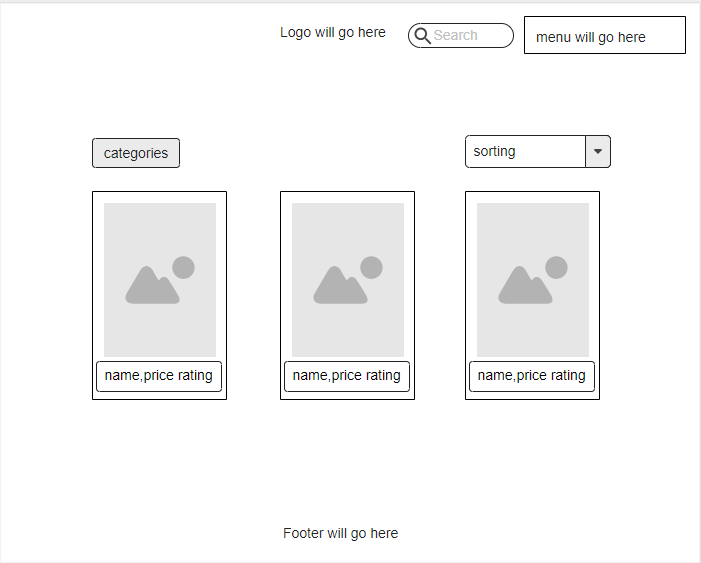 Logo will go here
Search
menu will go here
categories
sorting
name,price rating
name,price rating
name,price rating
Footer will go here